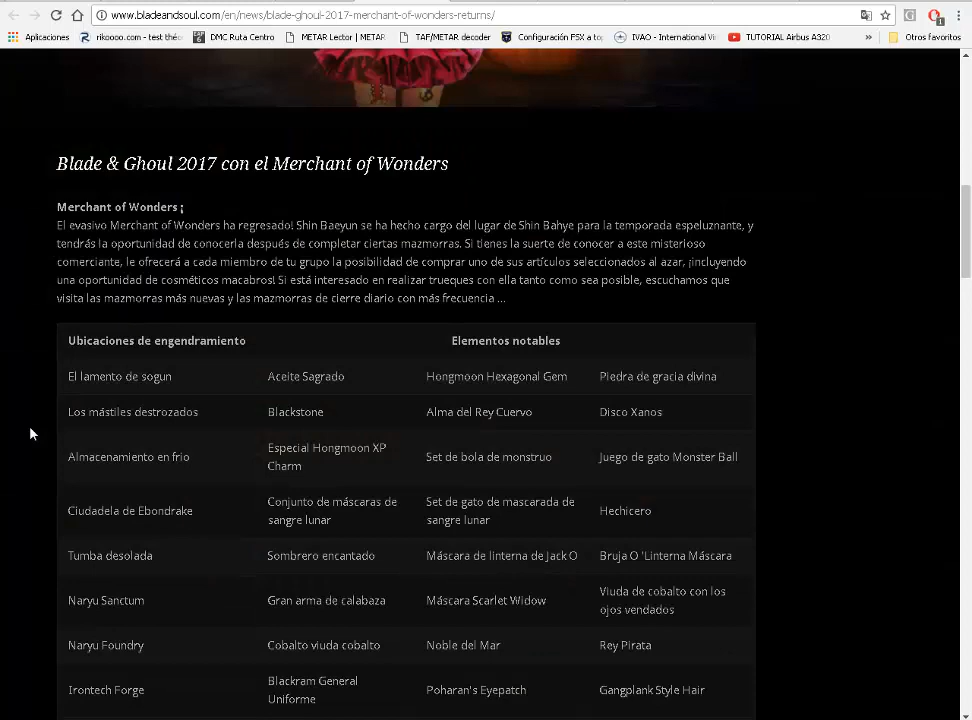 www.bladeandsoul.com/en/news/blade-ghoul-2017-merchant-of-wonders-returns/
Aplicaciones rikoooo.com - test théo DMC Ruta Centro METAR Lector | METAR TAF/METAR decoder Configuración FSX a top IVAO - International Vi TUTORIAL Airbus A320 » Otros favoritos
Blade & Ghoul 2017 con el Merchant of Wonders
Merchant of Wonders ¡
El evasivo Merchant of Wonders ha regresado! Shin Baeyun se ha hecho cargo del lugar de Shin Bahye para la temporada espeluznante, y
tendrás la oportunidad de conocerla después de completar ciertas mazmorras. Si tienes la suerte de conocer a este misterioso
comerciante, le ofrecerá a cada miembro de tu grupo la posibilidad de comprar uno de sus artículos seleccionados al azar, ¡incluyendo
una oportunidad de cosméticos macabros! Si está interesado en realizar trueques con ella tanto como sea posible, escuchamos que
visita las mazmorras más nuevas y las mazmorras de cierre diario con más frecuencia ...
Ubicaciones de engendramiento Elementos notables
El lamento de sogun Aceite Sagrado Hongmoon Hexagonal Gem Piedra de gracia divina
Los mástiles destrozados Blackstone Alma del Rey Cuervo Disco Xanos
Almacenamiento en frio Especial Hongmoon XP Charm Set de bola de monstruo Juego de gato Monster Ball
Ciudadela de Ebondrake Conjunto de máscaras de sangre lunar Set de gato de mascarada de sangre lunar Hechicero
Tumba desolada Sombrero encantado Máscara de linterna de Jack O Bruja O 'Linterna Máscara
Naryu Sanctum Gran arma de calabaza Máscara Scarlet Widow Viuda de cobalto con los ojos vendados
Naryu Foundry Cobalto viuda cobalto Noble del Mar Rey Pirata
Irontech Forge Blackram General Uniforme Poharan's Eyepatch Gangplank Style Hair